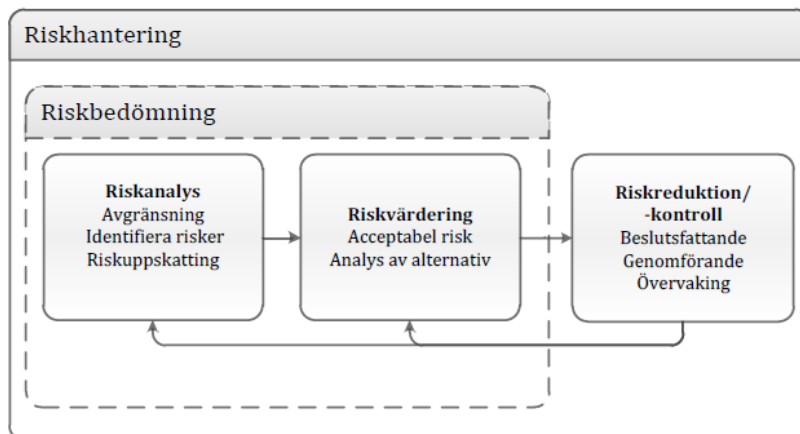 Riskhantering
Riskbedömning
Riskanalys
Avgränsning
Identifiera risker
Riskuppskatting
Riskvärdering
Acceptabel risk
Analys av alternativ
Riskreduktion/
-kontroll
Beslutsfattande
Genomförande
Övervaking